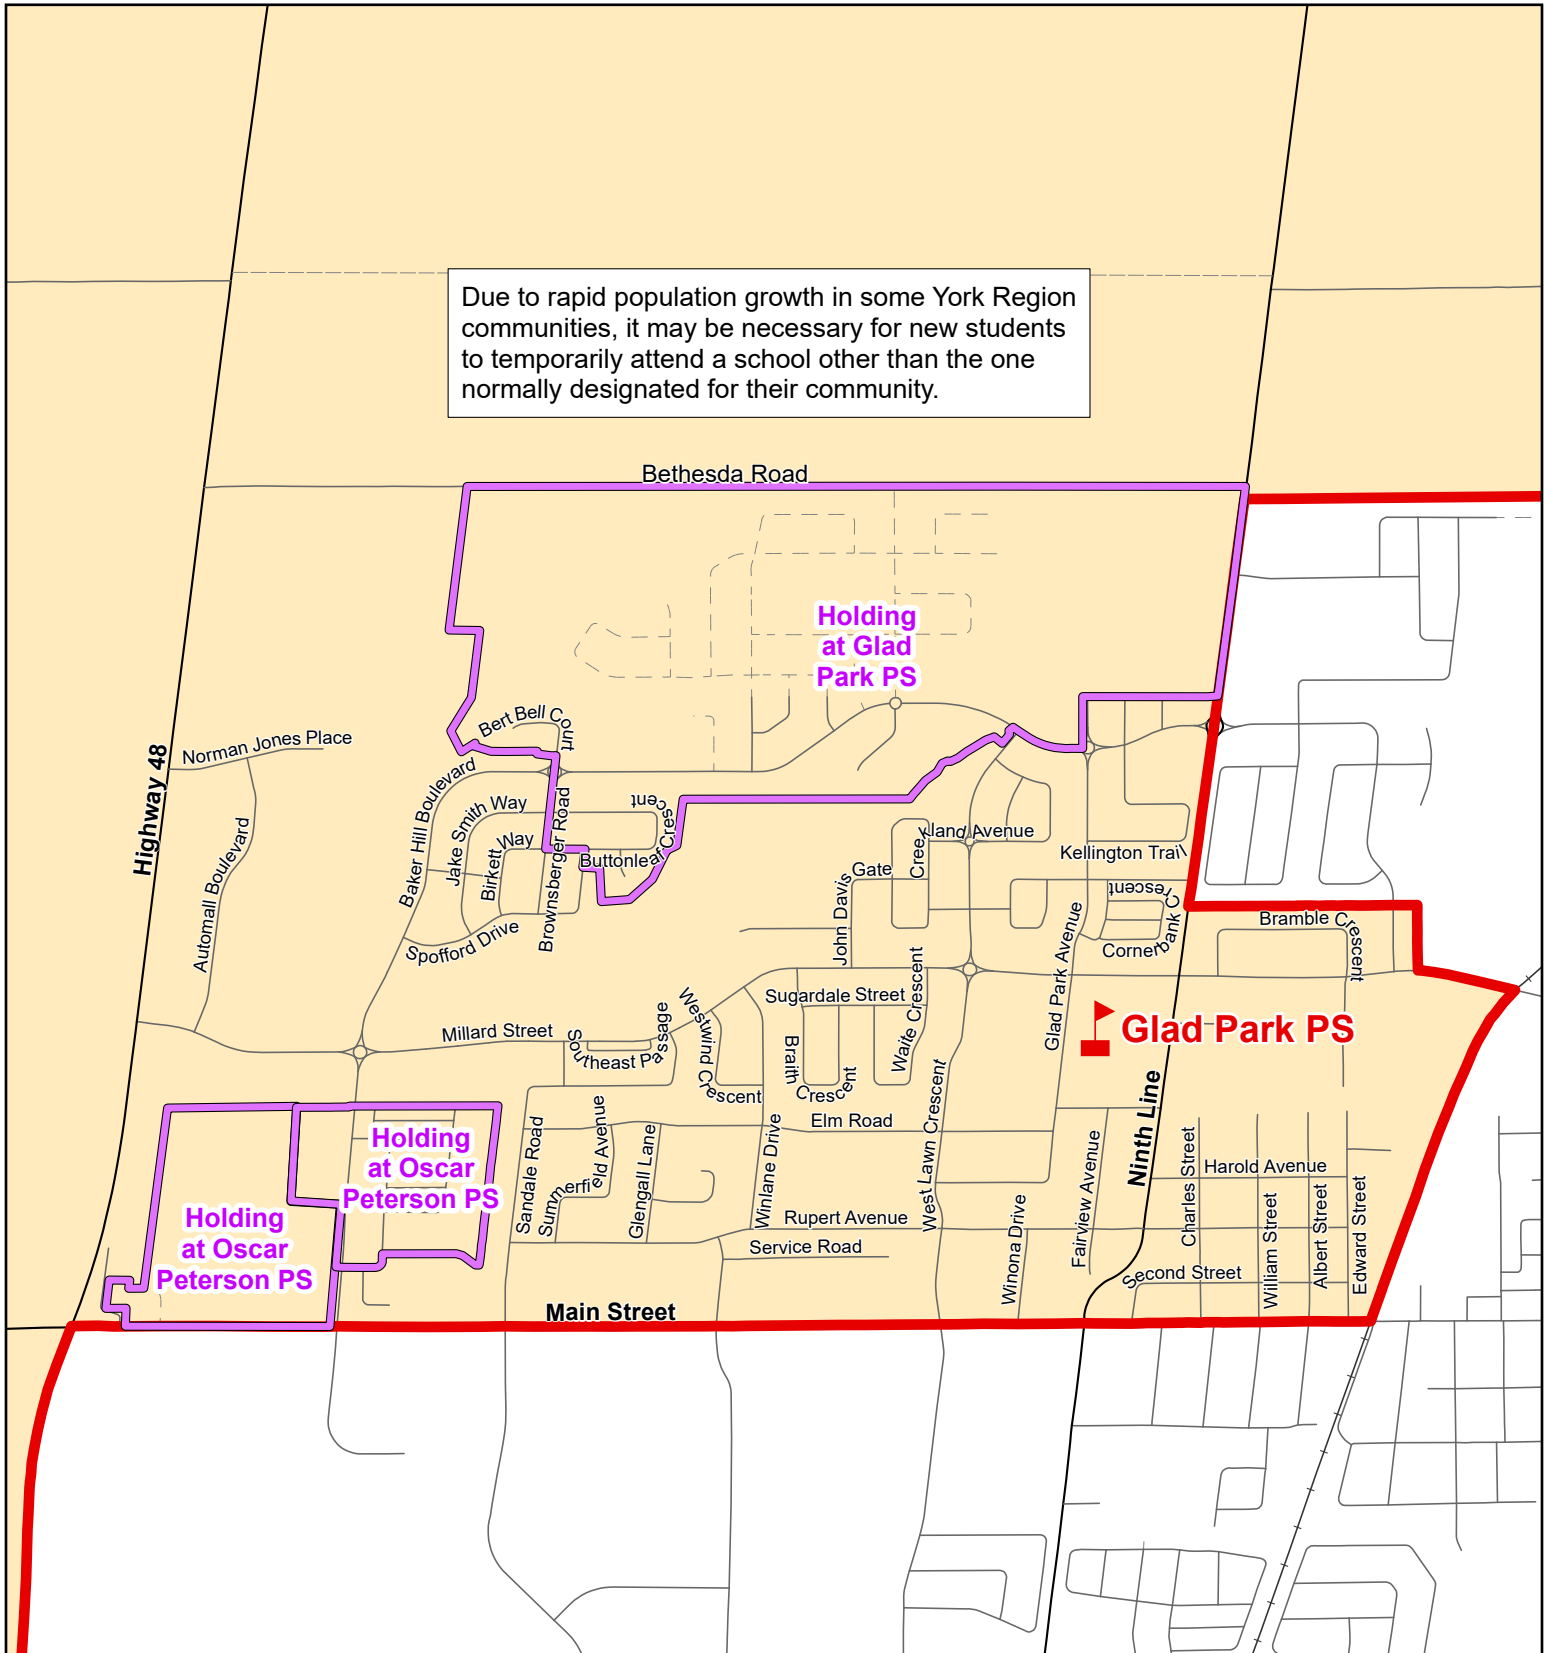 Due to rapid population growth in some York Region
communities, it may be necessary for new students
to temporarily attend a school other than the one
normally designated for their community.
Bethesda Road
Holding
at Glad
Park PS
Bert Bell Court
Norman Jones Place
Highway 48
Baker Hill Boulevard
Jake Smith Way
Birkett Way
Brownsberger Road
Buttonleaf Crescent
Automall Boulevard
Spofford Drive
Creekland Avenue
Kellington Trail
John Davis Gate
Cornerbank Crescent
Bramble Crescent
Glad Park Avenue
Sugardale Street
Waite Crescent
Westwind Crescent
Millard Street
Southeast Passage
Braith Crescent
Glad Park PS
Ninth Line
Elm Road
West Lawn Crescent
Winlane Drive
Sandale Road
Summerfield Avenue
Glengall Lane
Holding
at Oscar
Peterson PS
Holding
at Oscar
Peterson PS
Fairview Avenue
Charles Street
Harold Avenue
Rupert Avenue
Service Road
Winona Drive
Second Street
William Street
Albert Street
Edward Street
Main Street